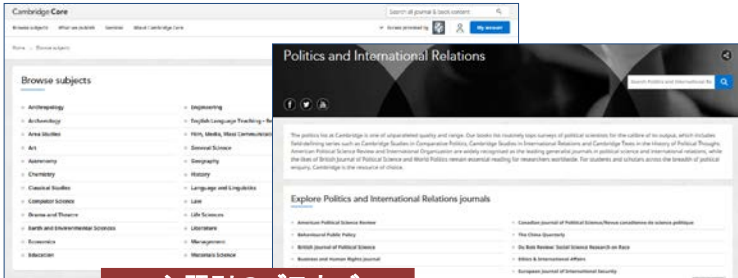 Cambridge Core
Search all journal & book content
Browse subjects What we publish Services About Cambridge Core
Access provided by
My account
Home > Browse subjects
Browse subjects
Anthropology
Archaeology
Area Studies
Art
Astronomy
Chemistry
Classical Studies
Computer Science
Drama and Theatre
Earth and Environmental Sciences
Economics
Education
Engineering
English Language Teaching
Film, Media, Mass Communication
General Science
Geography
History
Language and Linguistics
Law
Life Sciences
Literature
Management
Materials Science
Politics and International Relations
Search Politics and International Re
The politics list at Cambridge is one of unparalleled quality and range. Our books list routinely tops surveys of political scientists for the calibre of its output, which includes
field-defining series such as Cambridge Studies in Comparative Politics, Cambridge Studies in International Relations and Cambridge Texts in the History of Political Thought.
American Political Science Review and International Organization are widely recognised as the leading generalist journals in political science and international relations, while
the likes of British Journal of Political Science and World Politics remain essential reading for researchers worldwide. For students and scholars across the breadth of political
enquiry, Cambridge is the resource of choice.
Explore Politics and International Relations journals
American Political Science Review
Behavioural Public Policy
British Journal of Political Science
Business and Human Rights Journal
Canadian Journal of Political Science/Revue canadienne de science politique
The China Quarterly
Du Bois Review: Social Science Research on Race
Ethics & International Affairs
European Journal of International Security